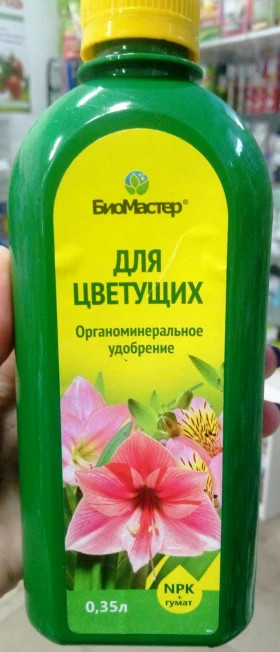 БиоМастер®
ДЛЯ
ЦВЕТУЩИХ
Органоминеральное
удобрение
NPK
+
гумат
0,35л